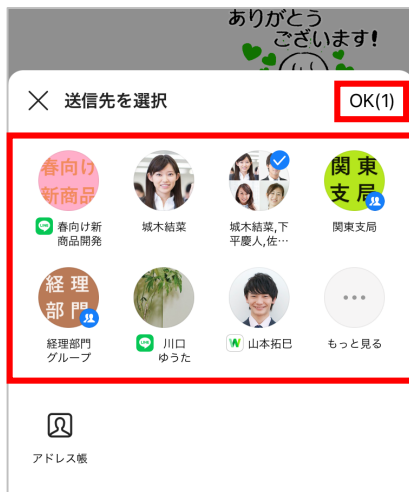 ありがとう
ございます!
送信先を選択
OK(1)
春向け
新商品
関東
支局
LINE 春向け新
商品開発
城木結菜
城木結菜,下
平慶人,佐…
関東支局
経理
部門
経理部門
グループ
LINE 川口
ゆうた
W 山本拓巳
もっと見る
アドレス帳